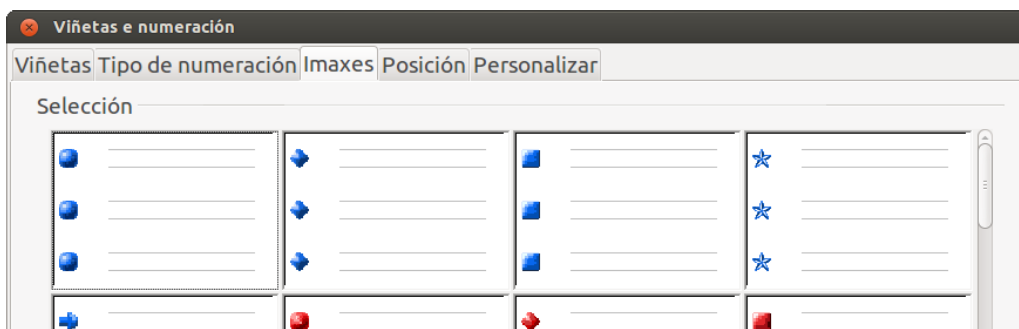 Viñetas e numeración
Viñetas Tipo de numeración Imaxes Posición Personalizar
Selección